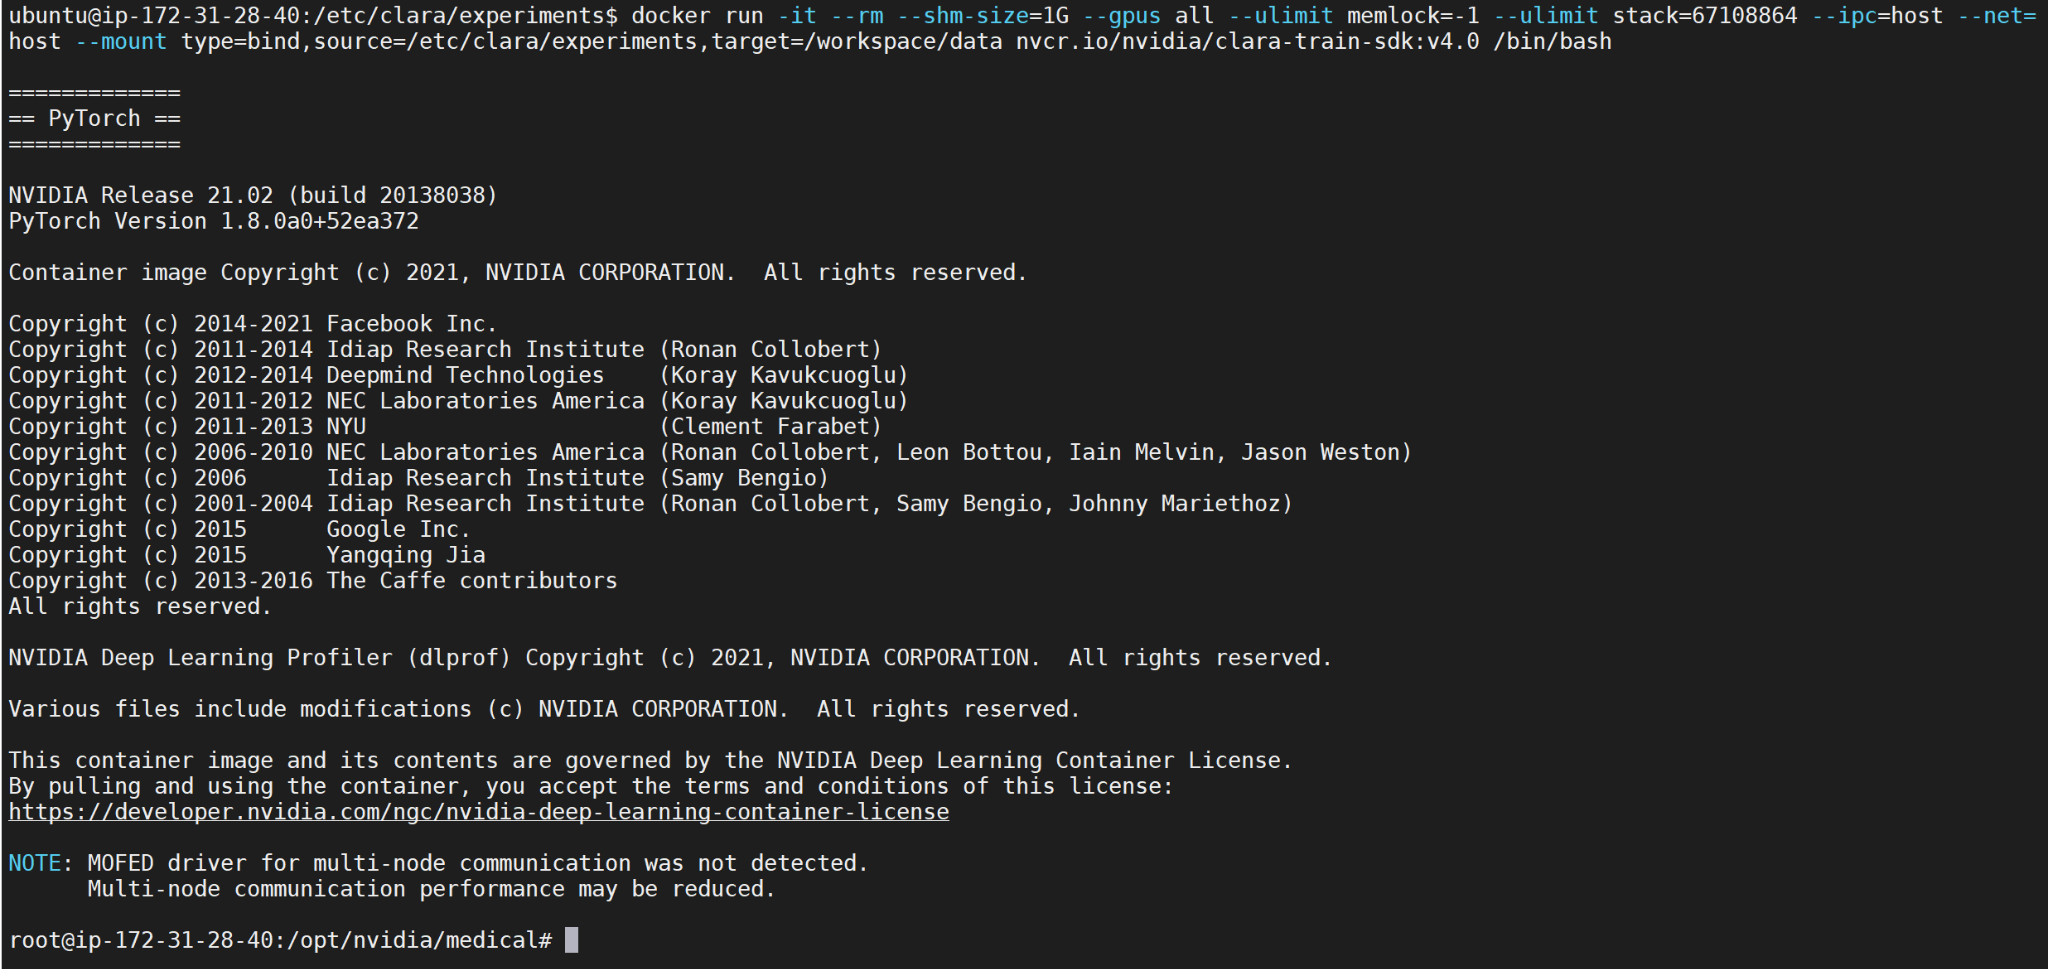 ubuntu@ip-172-31-28-40:/etc/clara/experiments$ docker run -it --rm --shm-size=1G --gpus all --ulimit memlock=-1 --ulimit stack=67108864 --ipc=host --net=
host --mount type=bind,source=/etc/clara/experiments,target=/workspace/data nvcr.io/nvidia/clara-train-sdk:v4.0 /bin/bash
=============
== PyTorch ==
=============
NVIDIA Release 21.02 (build 20138038)
PyTorch Version 1.8.0a0+52ea372
Container image Copyright (c) 2021, NVIDIA CORPORATION.  All rights reserved.
Copyright (c) 2014-2021 Facebook Inc.
Copyright (c) 2011-2014 Idiap Research Institute (Ronan Collobert)
Copyright (c) 2012-2014 Deepmind Technologies    (Koray Kavukcuoglu)
Copyright (c) 2011-2012 NEC Laboratories America (Koray Kavukcuoglu)
Copyright (c) 2011-2013 NYU                      (Clement Farabet)
Copyright (c) 2006-2010 NEC Laboratories America (Ronan Collobert, Leon Bottou, Iain Melvin, Jason Weston)
Copyright (c) 2006      Idiap Research Institute (Samy Bengio)
Copyright (c) 2001-2004 Idiap Research Institute (Ronan Collobert, Samy Bengio, Johnny Mariethoz)
Copyright (c) 2015      Google Inc.
Copyright (c) 2015      Yangqing Jia
Copyright (c) 2013-2016 The Caffe contributors
All rights reserved.
NVIDIA Deep Learning Profiler (dlprof) Copyright (c) 2021, NVIDIA CORPORATION.  All rights reserved.
Various files include modifications (c) NVIDIA CORPORATION.  All rights reserved.
This container image and its contents are governed by the NVIDIA Deep Learning Container License.
By pulling and using the container, you accept the terms and conditions of this license:
https://developer.nvidia.com/ngc/nvidia-deep-learning-container-license
NOTE: MOFED driver for multi-node communication was not detected.
      Multi-node communication performance may be reduced.
root@ip-172-31-28-40:/opt/nvidia/medical#